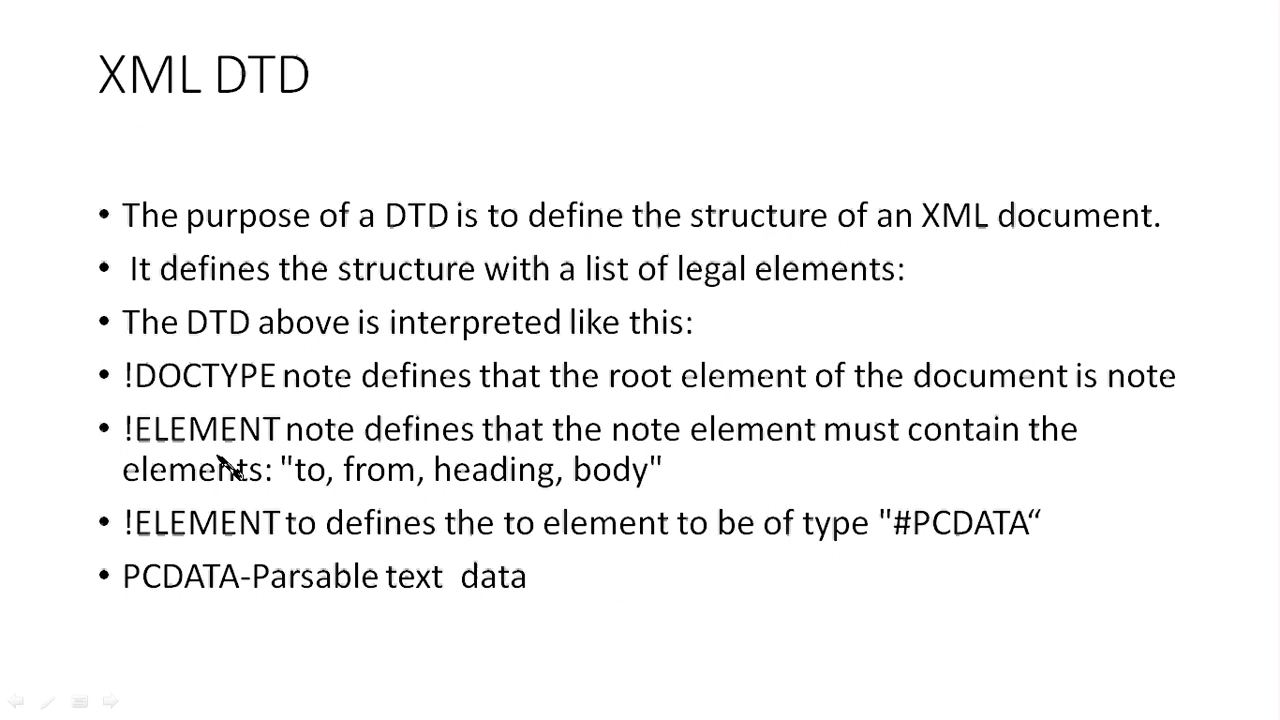 XML DTD
• The purpose of a DTD is to define the structure of an XML document.
• It defines the structure with a list of legal elements:
• The DTD above is interpreted like this:
• !DOCTYPE note defines that the root element of the document is note
• !ELEMENT note defines that the note element must contain the
elements: "to, from, heading, body"
• !ELEMENT to defines the to element to be of type "#PCDATA“
• PCDATA-Parsable text  data